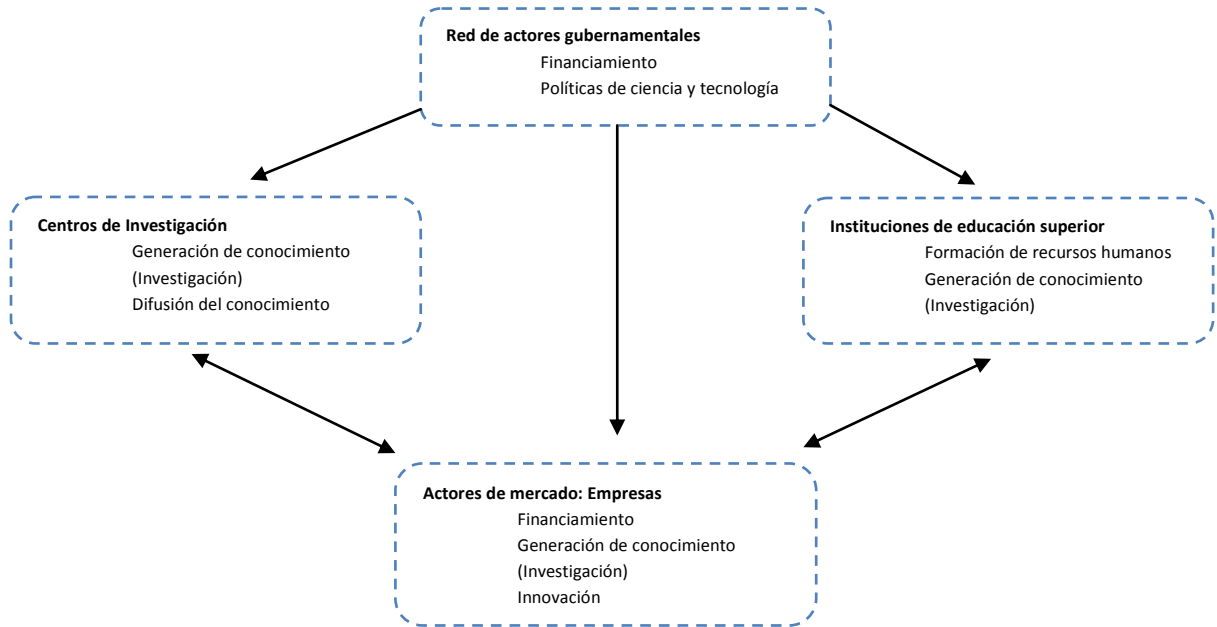 Red de actores gubernamentales
Financiamiento
Políticas de ciencia y tecnología
Centros de Investigación
Generación de conocimiento
(Investigación)
Difusión del conocimiento
Instituciones de educación superior
Formación de recursos humanos
Generación de conocimiento
(Investigación)
Actores de mercado: Empresas
Financiamiento
Generación de conocimiento
(Investigación)
Innovación